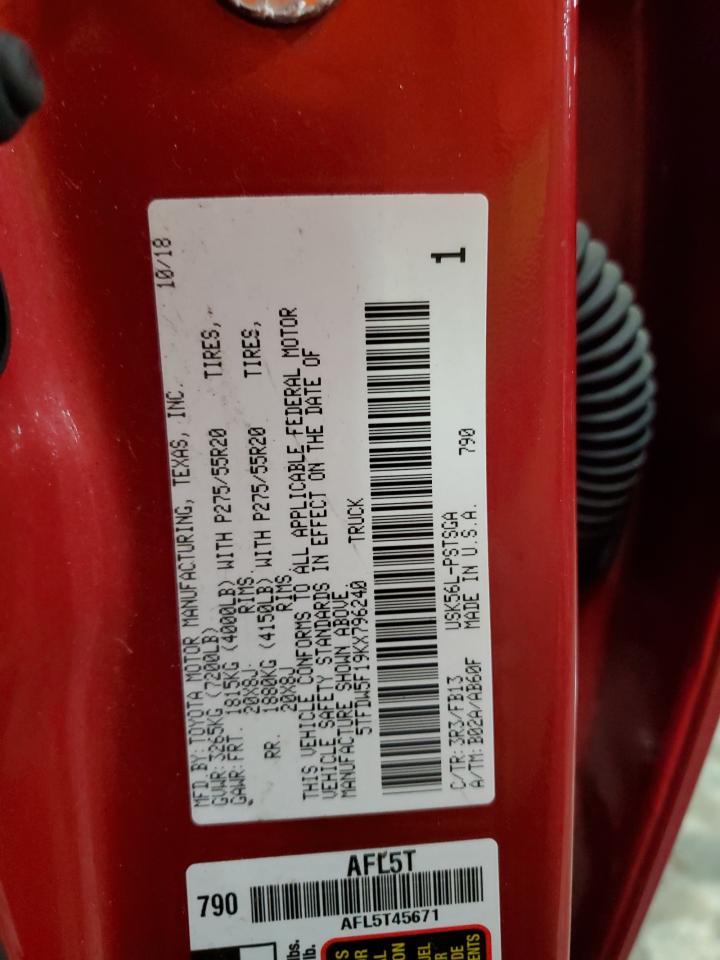 MFD. BY: TOYOTA MOTOR MANUFACTURING, TEXAS, INC. 10/18
GVWR: 3265KG (7200LB)
GAWR: FRT. 1815KG (4000LB) WITH P275/55R20 TIRES,
20X8J RIMS.
RR. 1880KG (4150LB) WITH P275/55R20 TIRES,
20X8J RIMS
THIS VEHICLE CONFORMS TO ALL APPLICABLE FEDERAL MOTOR
VEHICLE SAFETY STANDARDS IN EFFECT ON THE DATE OF
MANUFACTURE SHOWN ABOVE.
5TFDW5F19KX796240 TRUCK
1
C/TR: 3R3/FB13 USK56L-PSTSGA
A/TM: B02A/AB60F MADE IN U.S.A. 790
AFL5T
790
AFL5T45671
lbs.
lb.